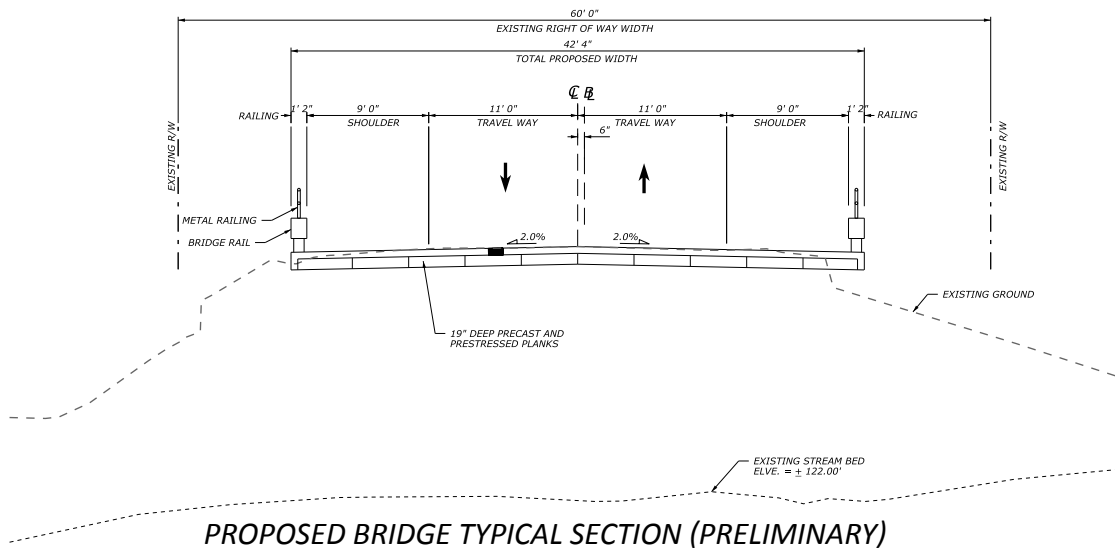 60' 0"
EXISTING RIGHT OF WAY WIDTH
42' 4"
TOTAL PROPOSED WIDTH
℄ B℄
1' 2" 9' 0" 11' 0" 11' 0" 9' 0" 1' 2"
RAILING SHOULDER TRAVEL WAY TRAVEL WAY SHOULDER RAILING
6"
EXISTING R/W
EXISTING R/W
METAL RAILING
BRIDGE RAIL
2.0% 2.0%
EXISTING GROUND
19" DEEP PRECAST AND
PRESTRESSED PLANKS
EXISTING STREAM BED
ELVE. = ± 122.00'
PROPOSED BRIDGE TYPICAL SECTION (PRELIMINARY)